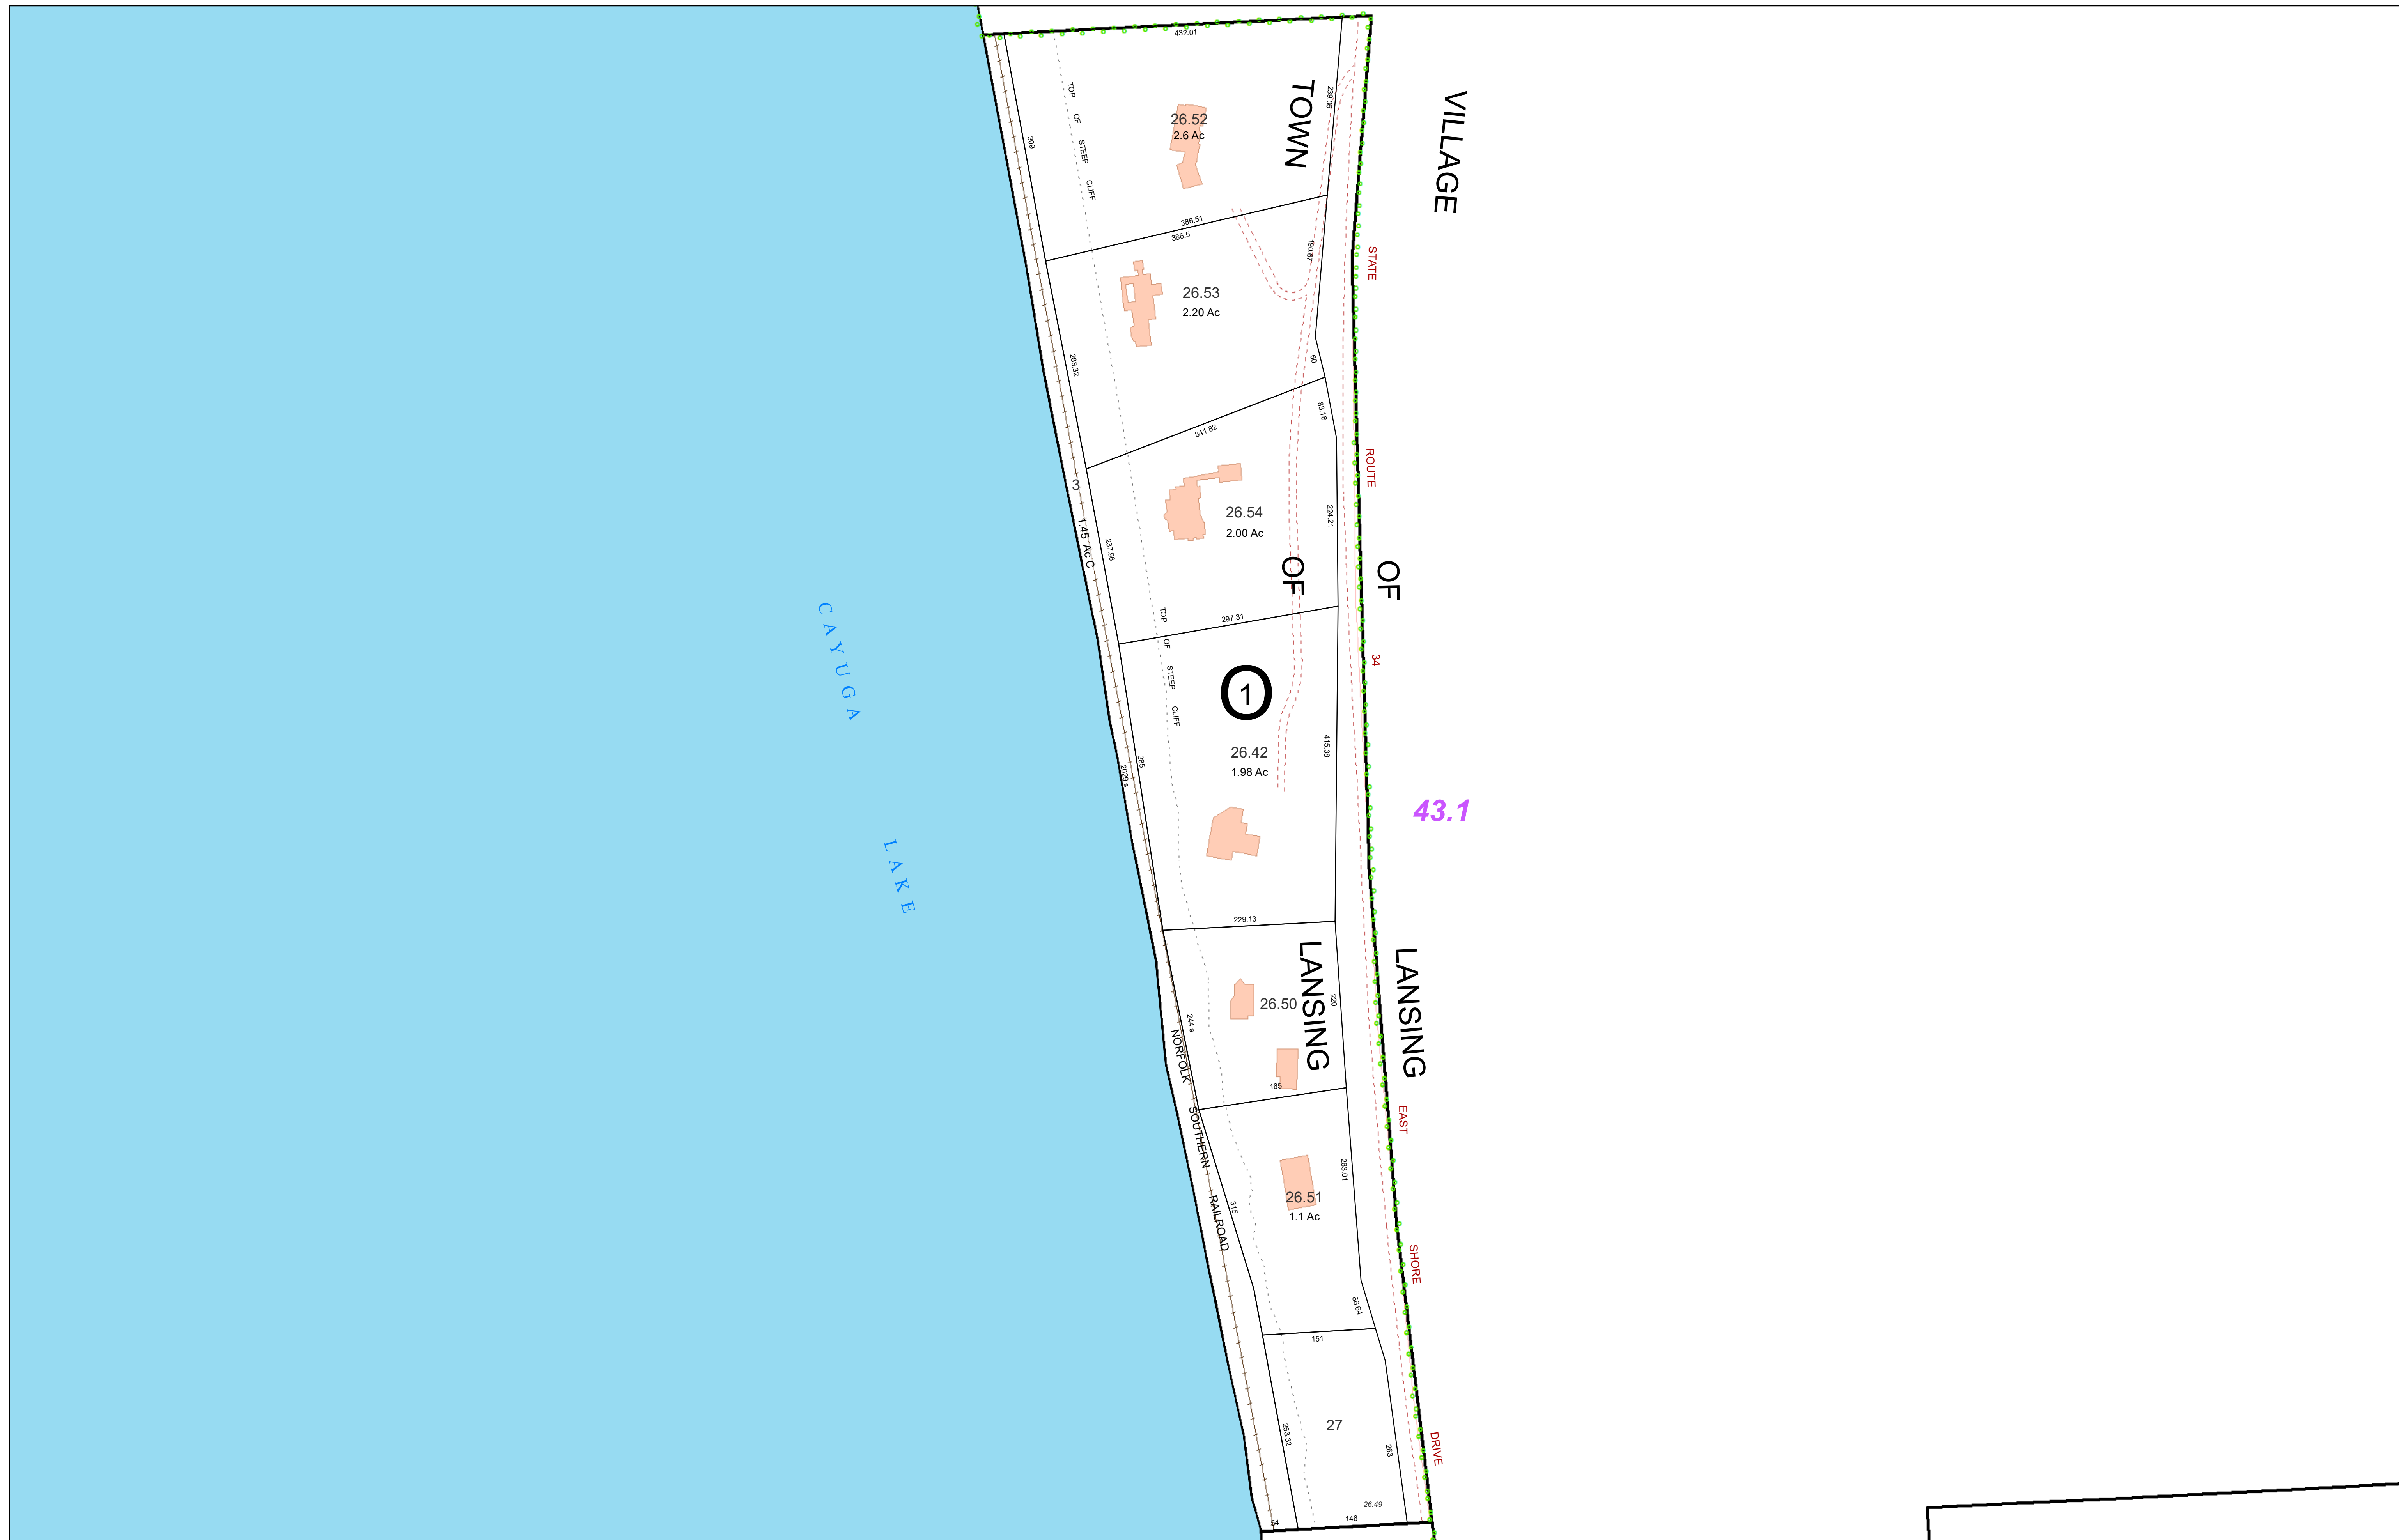 432.01
TOP OF STEEP CLIFF
309
26.52
2.6 Ac
TOWN
239.06
VILLAGE
386.51
386.5
190.67
STATE
26.53
2.20 Ac
288.32
60
83.18
341.82
ROUTE
3
1.45 Ac C
237.96
26.54
2.00 Ac
224.21
OF
OF
297.31
TOP OF STEEP CLIFF
34
CAYUGA
1
26.42
1.98 Ac
415.38
385
2029 s
43.1
LAKE
229.13
LANSING
LANSING
26.50
220
244 s
NORFOLK
165
SOUTHERN
EAST
263.01
26.51
1.1 Ac
315
RAILROAD
SHORE
66.64
151
27
263.32
263
DRIVE
26.49
54
146